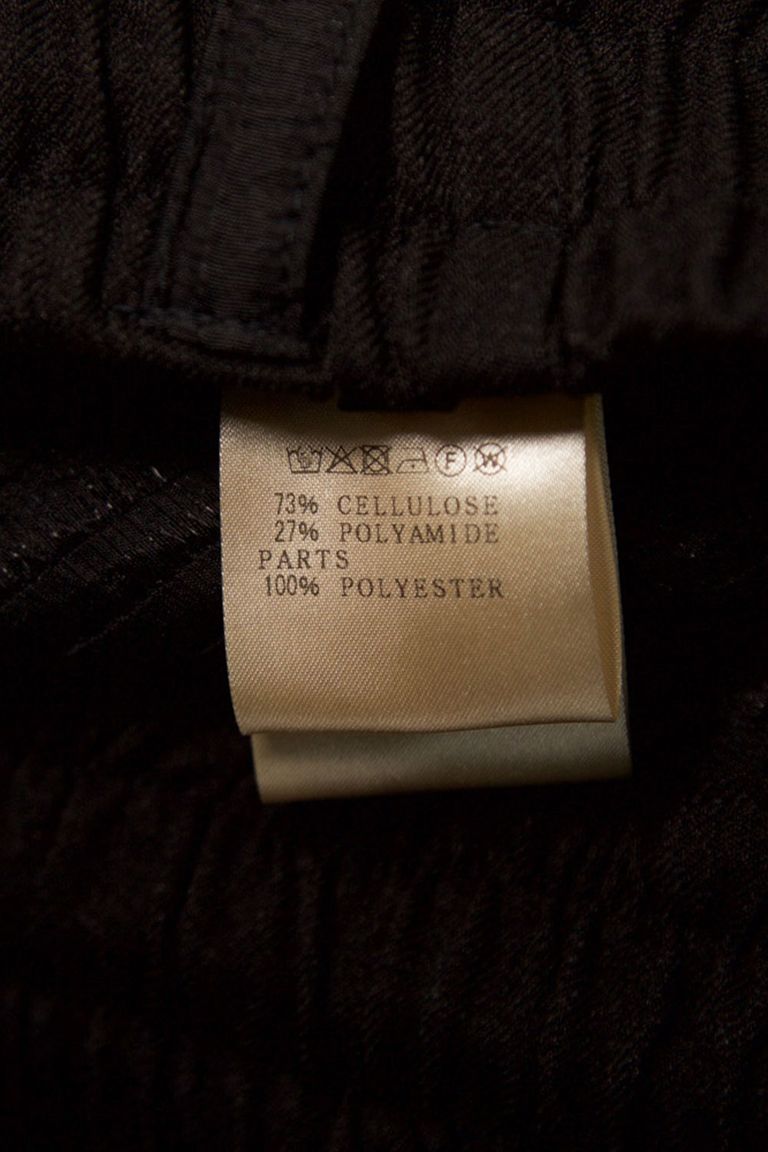 F W
73% CELLULOSE
27% POLYAMIDE
PARTS
100% POLYESTER